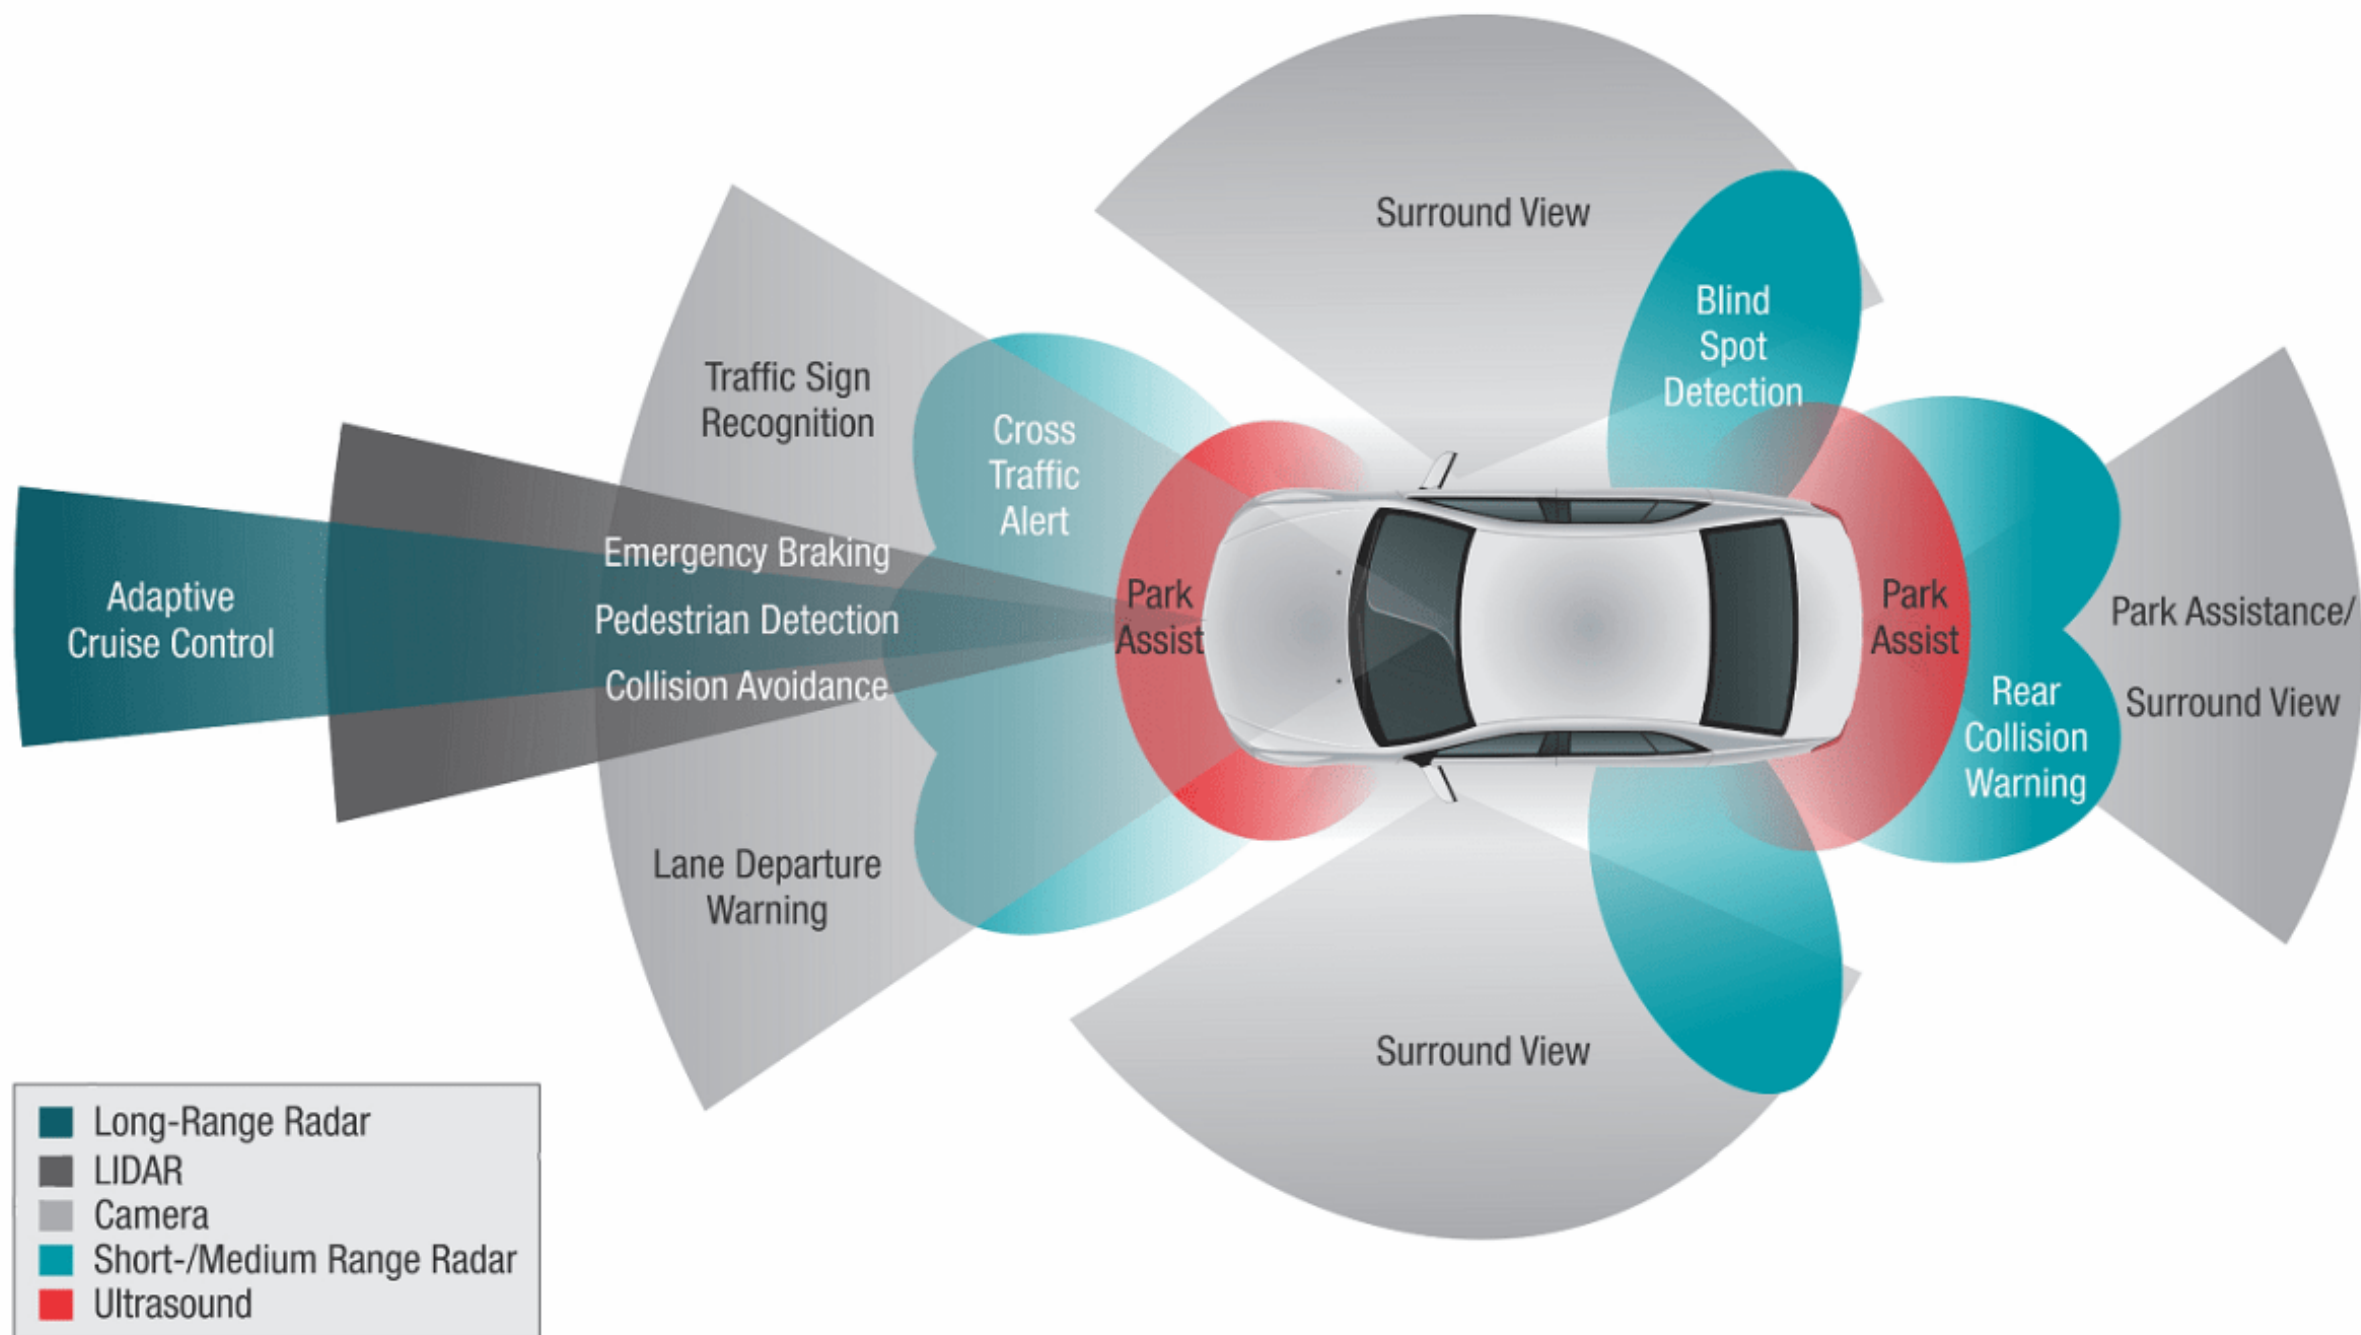 Surround View
Blind
Spot
Detection
Traffic Sign
Recognition
Cross
Traffic
Alert
Emergency Braking
Pedestrian Detection
Collision Avoidance
Adaptive
Cruise Control
Park
Assist
Park
Assist
Park Assistance/
Surround View
Rear
Collision
Warning
Lane Departure
Warning
Surround View
Long-Range Radar
LIDAR
Camera
Short-/Medium Range Radar
Ultrasound